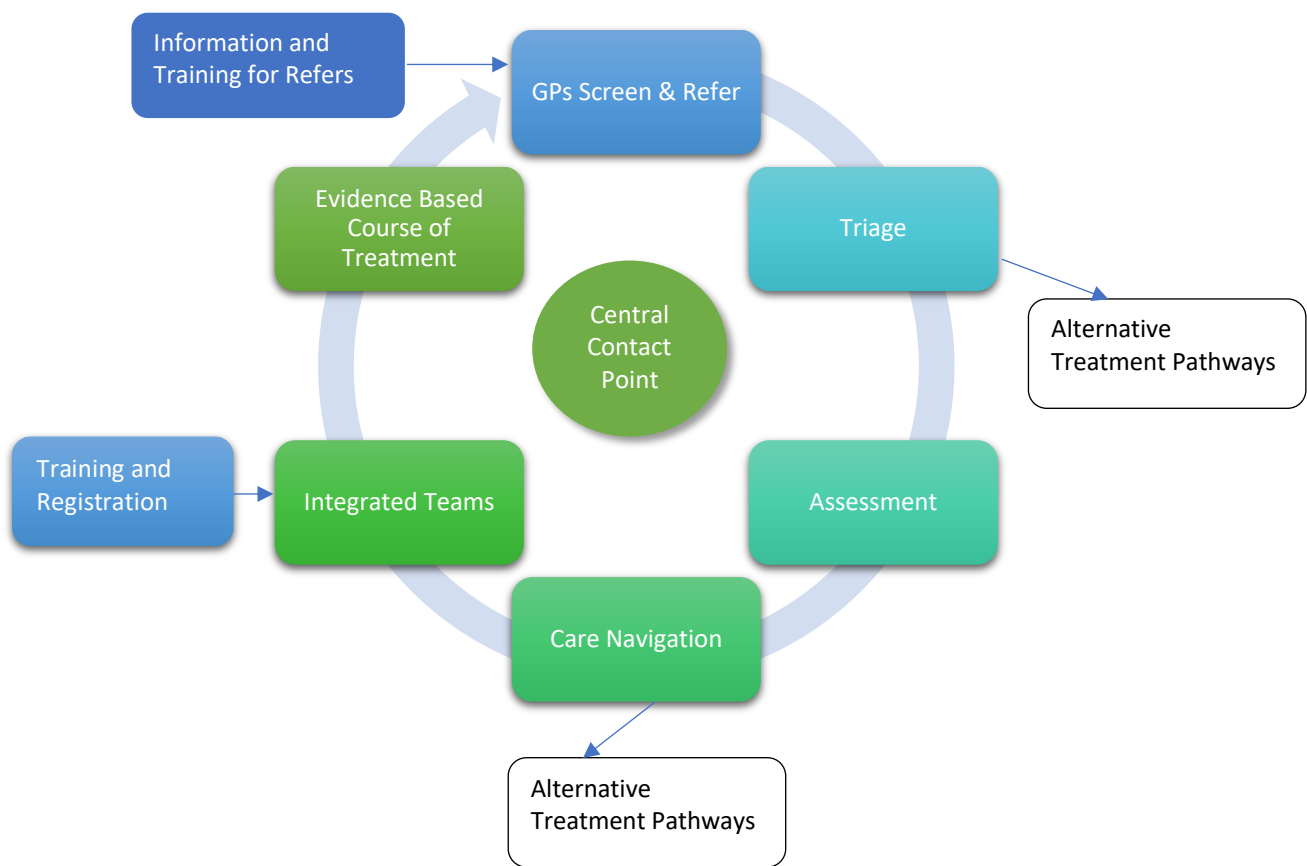 Information and
Training for Refers
GPs Screen & Refer
Evidence Based
Course of
Treatment
Triage
Central
Contact
Point
Alternative
Treatment Pathways
Training and
Registration
Integrated Teams
Assessment
Care Navigation
Alternative
Treatment Pathways